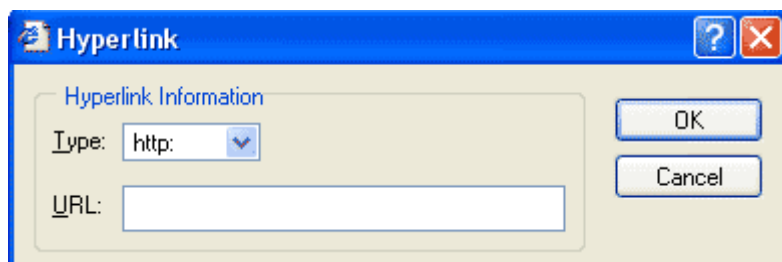 Hyperlink
?
Hyperlink Information
Type: http:
URL:
OK
Cancel